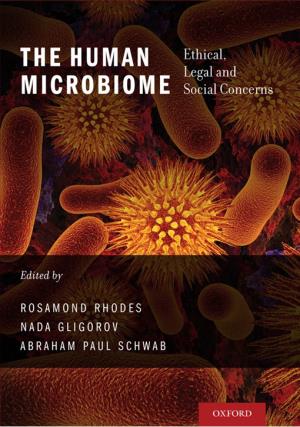 THE HUMAN
MICROBIOME
Ethical,
Legal and
Social Concerns
Edited by
ROSAMOND RHODES
NADA GLIGOROV
ABRAHAM PAUL SCHWAB
OXFORD